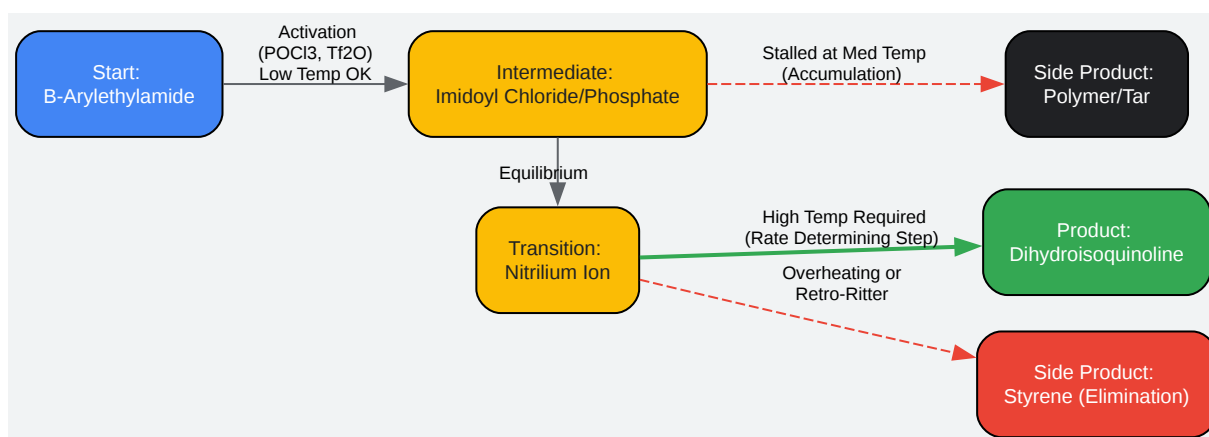 Start:
B-Arylethylamide
Activation
(POCl3, Tf2O)
Low Temp OK
Intermediate:
Imidoyl Chloride/Phosphate
Stalled at Med Temp
(Accumulation)
Side Product:
Polymer/Tar
Equilibrium
Transition:
Nitrilium Ion
High Temp Required
(Rate Determining Step)
Product:
Dihydroisoquinoline
Overheating or
Retro-Ritter
Side Product:
Styrene (Elimination)